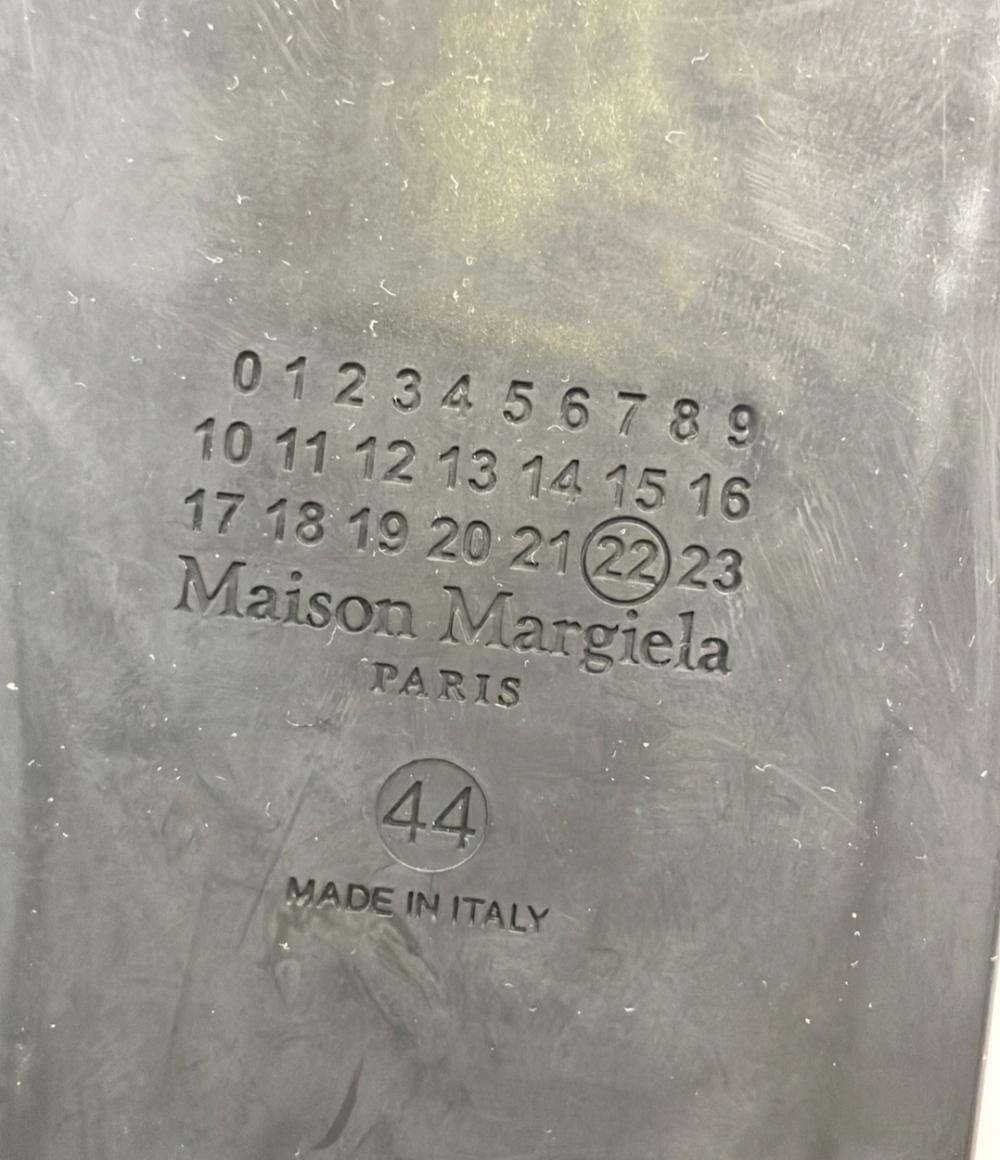 0 1 2 3 4 5 6 7 8 9
10 11 12 13 14 15 16
17 18 19 20 21 22 23
Maison Margiela
PARIS
44
MADE IN ITALY